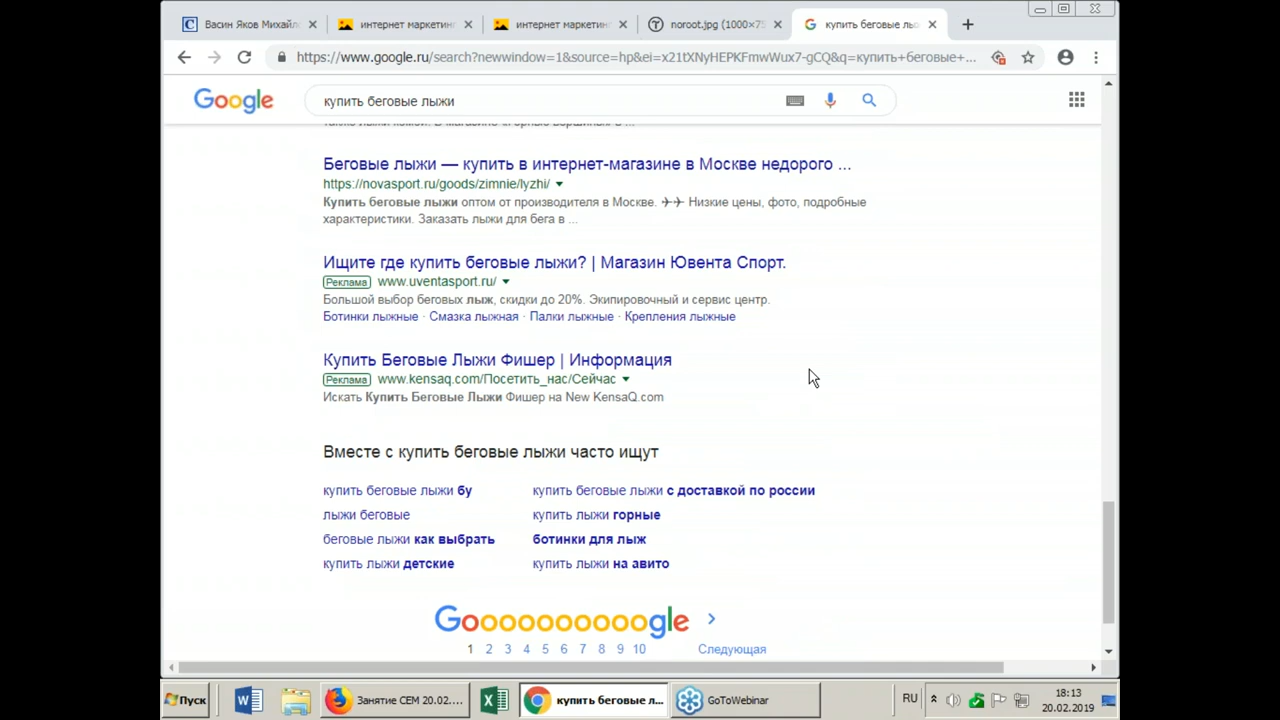 Васин Яков Михайло
интернет маркетинг
интернет маркетинг
noroot.jpg (1000×75
купить беговые лы
https://www.google.ru/search?newwindow=1&source=hp&ei=x21tXNyHEPKFmwWux7-gCQ&q=купить+беговые+...
Google
купить беговые лыжи
Беговые лыжи — купить в интернет-магазине в Москве недорого ...
https://novasport.ru/goods/zimnie/lyzhi/
Купить беговые лыжи оптом от производителя в Москве. ✈✈ Низкие цены, фото, подробные
характеристики. Заказать лыжи для бега в ...
Ищите где купить беговые лыжи? | Магазин Ювента Спорт.
Реклама www.uventasport.ru/
Большой выбор беговых лыж, скидки до 20%. Экипировочный и сервис центр.
Ботинки лыжные · Смазка лыжная · Палки лыжные · Крепления лыжные
Купить Беговые Лыжи Фишер | Информация
Реклама www.kensaq.com/Посетить_нас/Сейчас
Искать Купить Беговые Лыжи Фишер на New KensaQ.com
Вместе с купить беговые лыжи часто ищут
купить беговые лыжи бу купить беговые лыжи с доставкой по россии
лыжи беговые купить лыжи горные
беговые лыжи как выбрать ботинки для лыж
купить лыжи детские купить лыжи на авито
Goooooooooogle
1 2 3 4 5 6 7 8 9 10 Следующая
Пуск Занятие СЕМ 20.02.... купить беговые л... GoToWebinar RU 18:13
20.02.2019